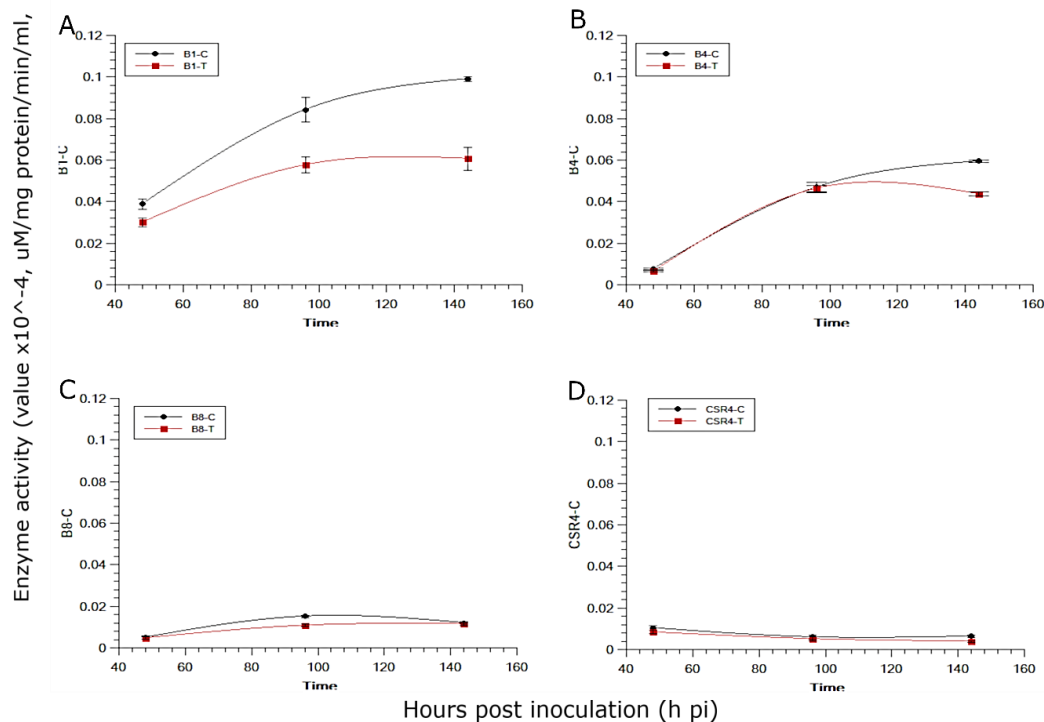 Enzyme activity (value x10^-4, uM/mg protein/min/ml,
A
B1-C
B1-T
0.12
0.1
0.08
0.06
0.04
0.02
0
B1-C
40 60 80 100 120 140 160
Time
B
B4-C
B4-T
0.12
0.1
0.08
0.06
0.04
0.02
0
B4-C
40 60 80 100 120 140 160
Time
C
B8-C
B8-T
0.12
0.1
0.08
0.06
0.04
0.02
0
B8-C
40 60 80 100 120 140 160
Time
D
CSR4-C
CSR4-T
0.12
0.1
0.08
0.06
0.04
0.02
0
CSR4-C
40 60 80 100 120 140 160
Time
Hours post inoculation (h pi)